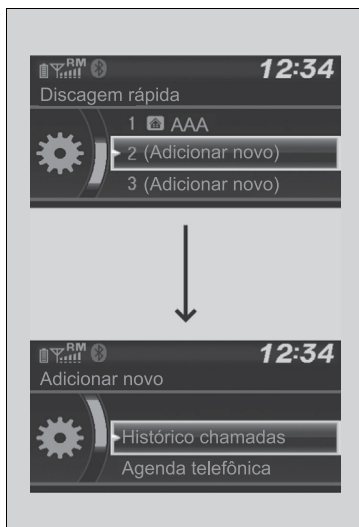 RM
12:34
Discagem rápida
1 AAA
2 (Adicionar novo)
3 (Adicionar novo)
RM
12:34
Adicionar novo
Histórico chamadas
Agenda telefônica